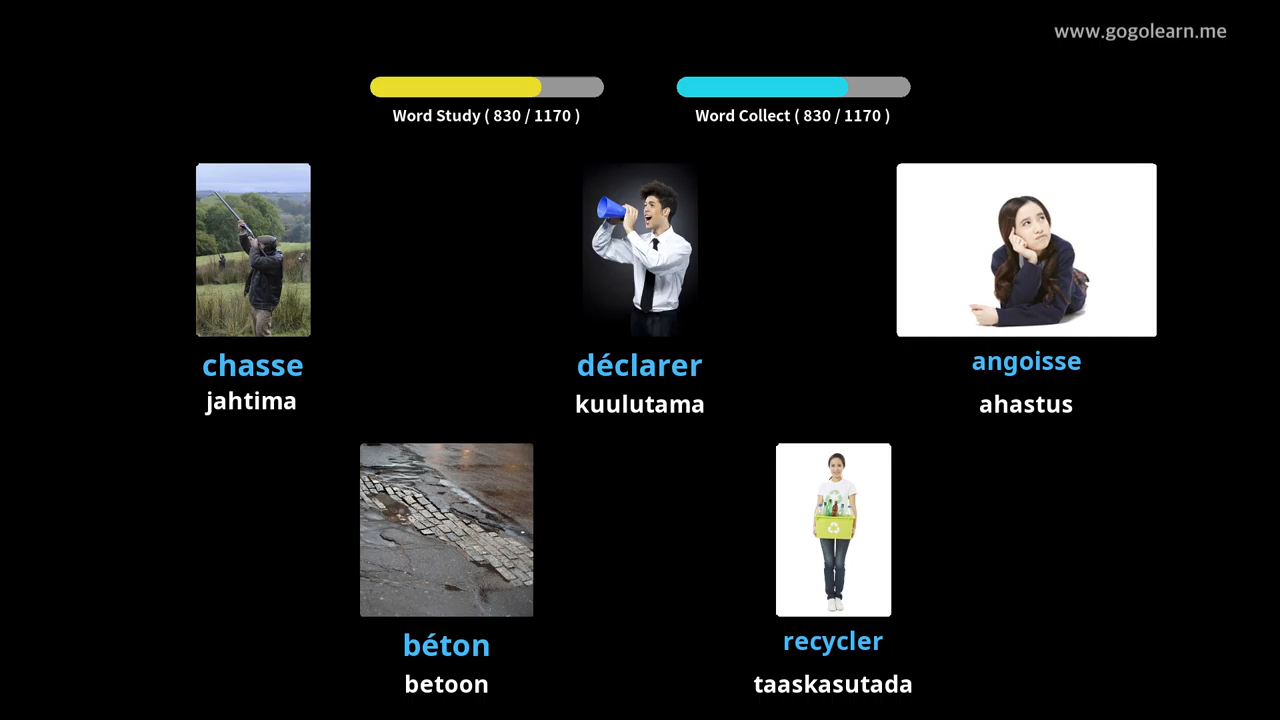 www.gogolearn.me
Word Study ( 830 / 1170 )
Word Collect ( 830 / 1170 )
chasse
jahtima
déclarer
kuulutama
angoisse
ahastus
béton
betoon
recycler
taaskasutada